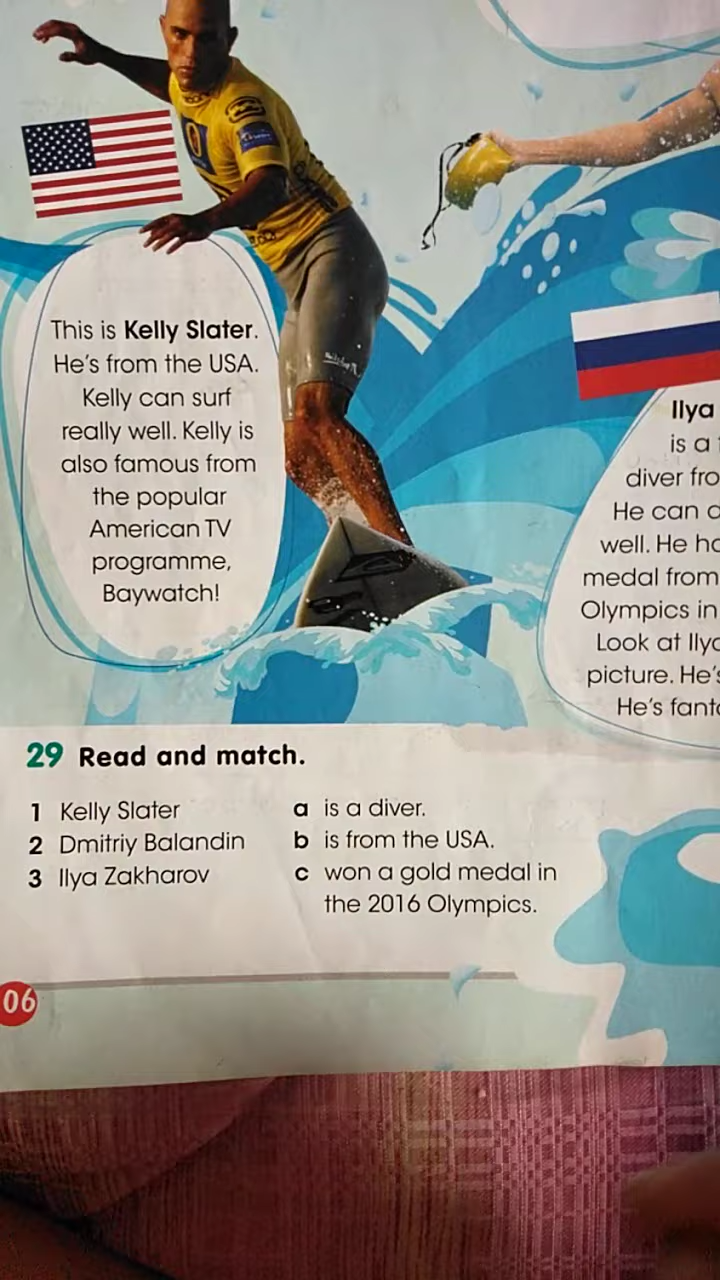 This is Kelly Slater.
He's from the USA.
Kelly can surf
really well. Kelly is
also famous from
the popular
American TV
programme,
Baywatch!
Ilya
is a
diver
He can
well. He
medal from
Olympics in
Look at
picture. He's
He's
29 Read and match.
1 Kelly Slater
2 Dmitriy Balandin
3 Ilya Zakharov
a is a diver.
b is from the USA.
c won a gold medal in
the 2016 Olympics.
06